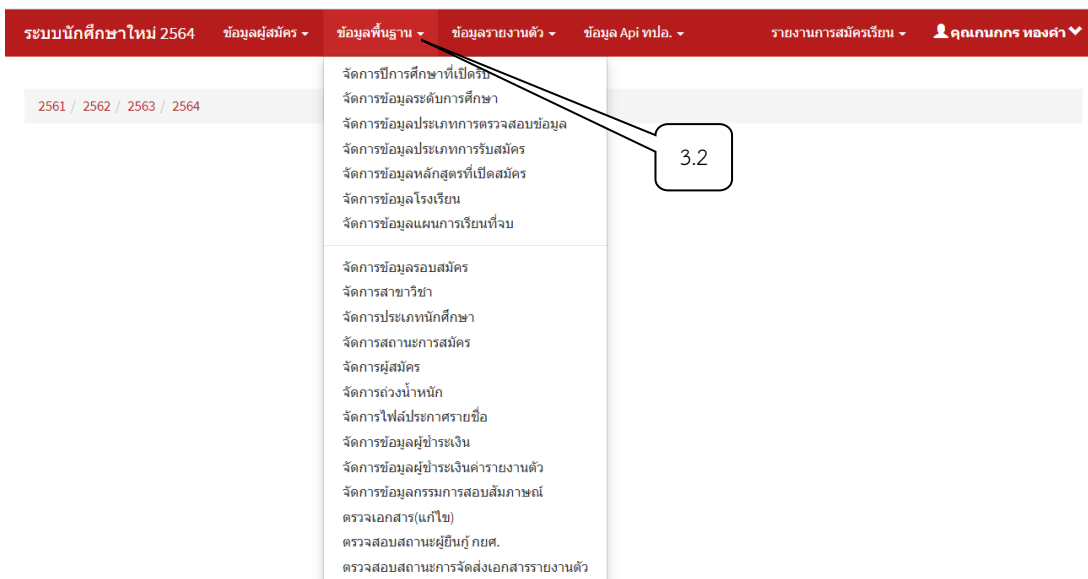 ระบบนักศึกษาใหม่ 2564 ข้อมูลผู้สมัคร ข้อมูลพื้นฐาน ข้อมูลรายงานตัว ข้อมูล Api ทปอ. รายงานการสมัครเรียน คุณกนกกร ทองคำ
2561 / 2562 / 2563 / 2564
จัดการปีการศึกษาที่เปิดรับ
จัดการข้อมูลระดับการศึกษา
จัดการข้อมูลประเภทการตรวจสอบข้อมูล
จัดการข้อมูลประเภทการรับสมัคร
จัดการข้อมูลหลักสูตรที่เปิดสมัคร
จัดการข้อมูลโรงเรียน
จัดการข้อมูลแผนการเรียนที่จบ
3.2
จัดการข้อมูลรอบสมัคร
จัดการสาขาวิชา
จัดการประเภทนักศึกษา
จัดการสถานะการสมัคร
จัดการผู้สมัคร
จัดการถ่วงน้ำหนัก
จัดการไฟล์ประกาศรายชื่อ
จัดการข้อมูลผู้ชำระเงิน
จัดการข้อมูลผู้ชำระเงินค่ารายงานตัว
จัดการข้อมูลกรรมการสอบสัมภาษณ์
ตรวจเอกสาร(แก้ไข)
ตรวจสอบสถานะผู้ยืนกู้ กยศ.
ตรวจสอบสถานะการจัดส่งเอกสารรายงานตัว